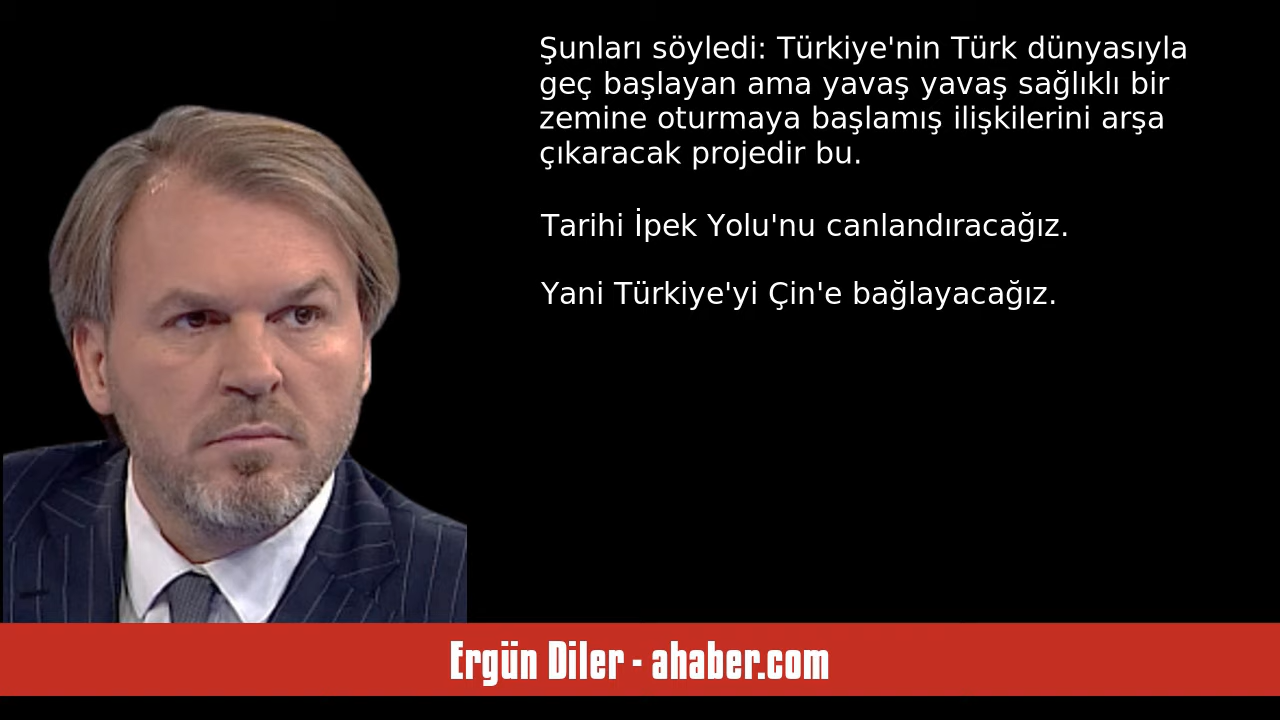 Şunları söyledi: Türkiye'nin Türk dünyasıyla
geç başlayan ama yavaş yavaş sağlıklı bir
zemine oturmaya başlamış ilişkilerini arşa
çıkaracak projedir bu.
Tarihi İpek Yolu'nu canlandıracağız.
Yani Türkiye'yi Çin'e bağlayacağız.
Ergün Diler - ahaber.com